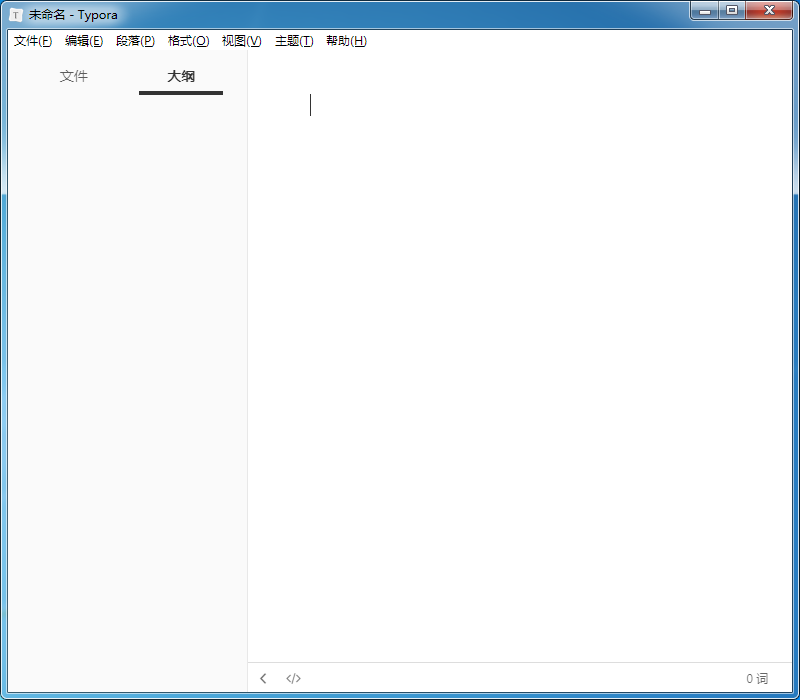 未命名 - Typora
文件(F) 编辑(E) 段落(P) 格式(O) 视图(V) 主题(T) 帮助(H)
文件 大纲
</> 0 词